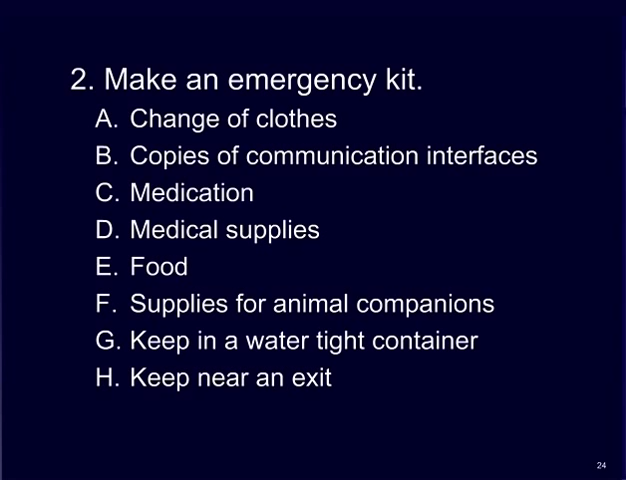 2. Make an emergency kit.
A. Change of clothes
B. Copies of communication interfaces
C. Medication
D. Medical supplies
E. Food
F. Supplies for animal companions
G. Keep in a water tight container
H. Keep near an exit
24